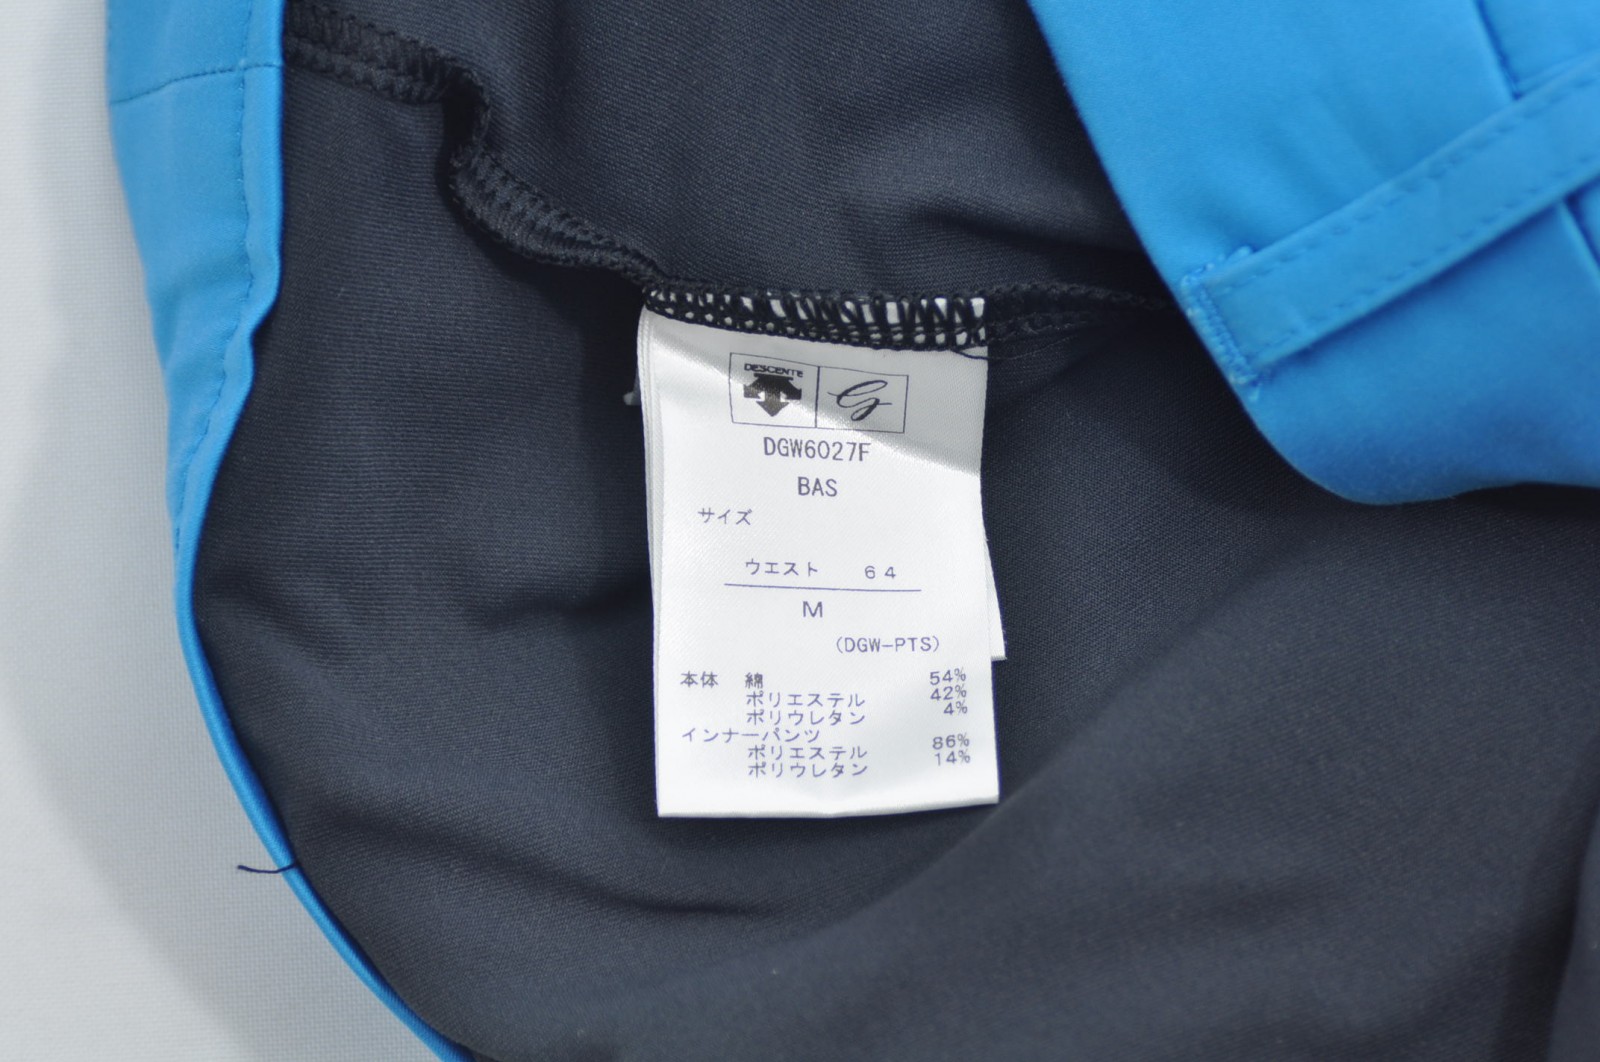 DESCENTE
G
DGW6027F
BAS
サイズ
ウエスト 64
M
(DGW-PTS)
本体 綿 54%
ポリエステル 42%
ポリウレタン 4%
インナーパンツ
ポリエステル 86%
ポリウレタン 14%